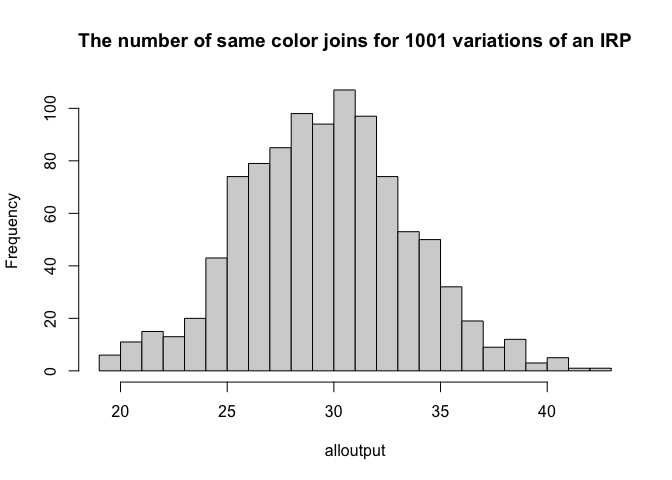 The number of same color joins for 1001 variations of an IRP
100
80
60
40
20
0
Frequency
20 25 30 35 40
alloutput